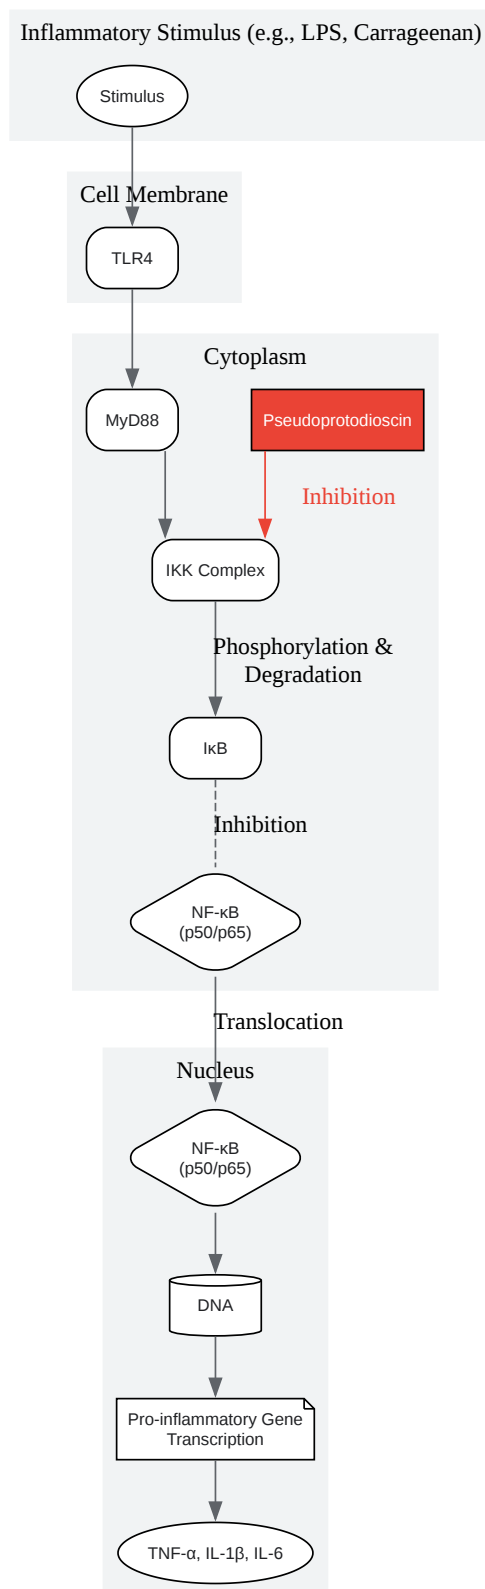 Inflammatory Stimulus (e.g., LPS, Carrageenan)
Stimulus
Cell Membrane
TLR4
Cytoplasm
MyD88
Pseudoprotodioscin
Inhibition
IKK Complex
Phosphorylation &
Degradation
IκB
Inhibition
NF-κB
(p50/p65)
Translocation
Nucleus
NF-κB
(p50/p65)
DNA
Pro-inflammatory Gene
Transcription
TNF-α, IL-1β, IL-6